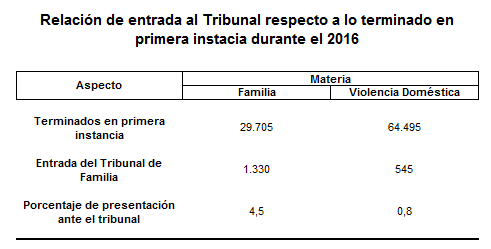 Relación de entrada al Tribunal respecto a lo terminado en
primera instacia durante el 2016
Aspecto
Materia
Familia Violencia Doméstica
Terminados en primera
instancia
29.705 64.495
Entrada del Tribunal de
Familia
1.330 545
Porcentaje de presentación
ante el tribunal
4,5 0,8